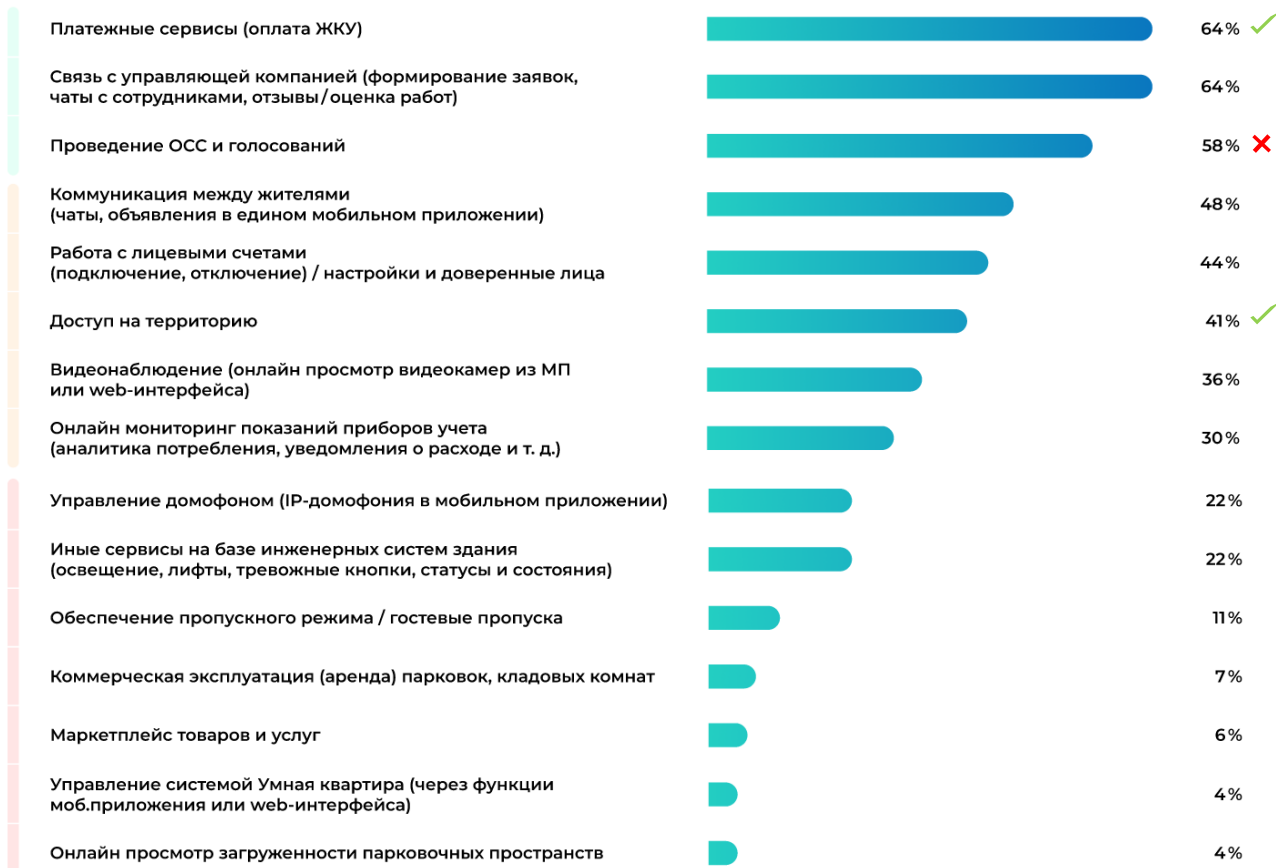 Платежные сервисы (оплата ЖКУ)
64%
Связь с управляющей компанией (формирование заявок,
чаты с сотрудниками, отзывы/оценка работ)
64%
Проведение ОСС и голосований
58%
Коммуникация между жителями
(чаты, объявления в едином мобильном приложении)
48%
Работа с лицевыми счетами
(подключение, отключение) / настройки и доверенные лица
44%
Доступ на территорию
41%
Видеонаблюдение (онлайн просмотр видеокамер из МП
или web-интерфейса)
36%
Онлайн мониторинг показаний приборов учета
(аналитика потребления, уведомления о расходе и т. д.)
30%
Управление домофоном (IP-домофония в мобильном приложении)
22%
Иные сервисы на базе инженерных систем здания
(освещение, лифты, тревожные кнопки, статусы и состояния)
22%
Обеспечение пропускного режима / гостевые пропуска
11%
Коммерческая эксплуатация (аренда) парковок, кладовых комнат
7%
Маркетплейс товаров и услуг
6%
Управление системой Умная квартира (через функции
моб.приложения или web-интерфейса)
4%
Онлайн просмотр загруженности парковочных пространств
4%